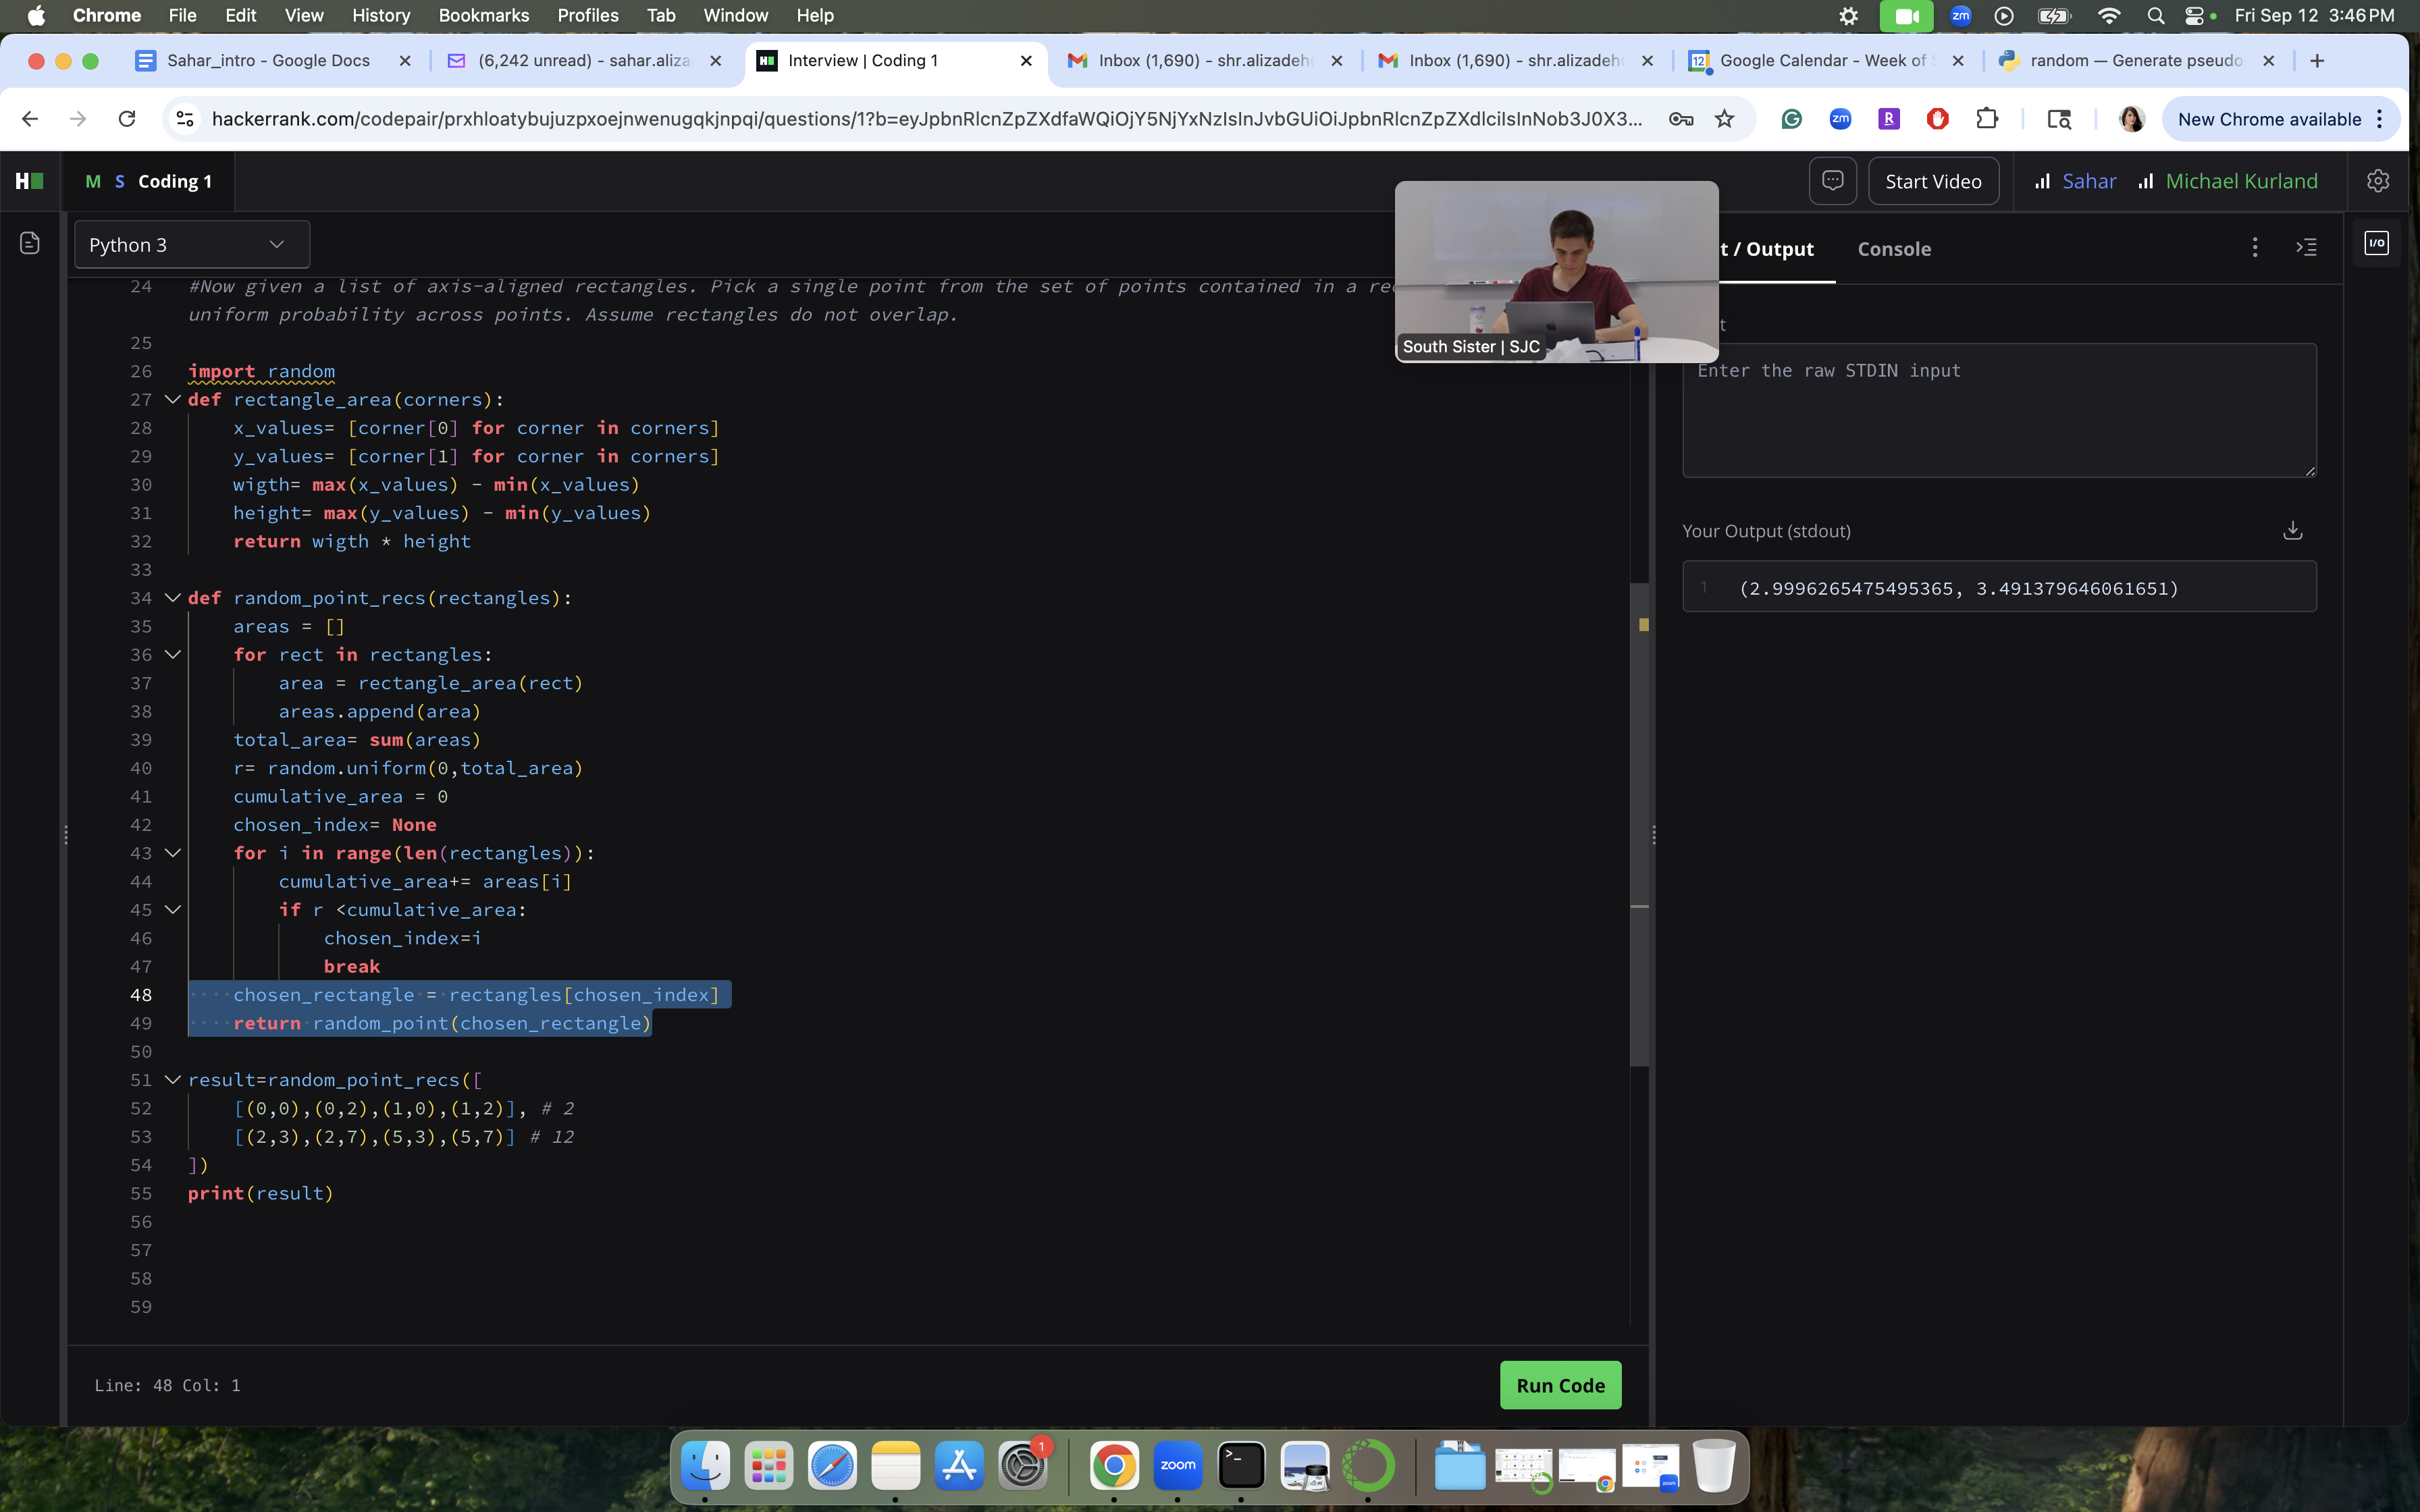 Chrome File Edit View History Bookmarks Profiles Tab Window Help
zm
Fri Sep 12 3:46 PM
Sahar_intro - Google Docs
(6,242 unread) - sahar.aliza
Interview | Coding 1
Inbox (1,690) - shr.alizadeh
Inbox (1,690) - shr.alizadeh
12
Google Calendar - Week of
random — Generate pseudo
hackerrank.com/codepair/prxhloatybujuzpxoejnwenugqkjnpqi/questions/1?b=eyJpbnRlcnZpZXdfaWQiOjY5NjYxNzIsInJvbGUiOiJpbnRlcnZpZXdlciIsInNob3J0X3...
zm
R
New Chrome available
H
M S Coding 1
Start Video
Sahar
Michael Kurland
Python 3
t / Output
Console
I/O
24 #Now given a list of axis-aligned rectangles. Pick a single point from the set of points contained in a rec
uniform probability across points. Assume rectangles do not overlap.
25
26 import random
27 def rectangle_area(corners):
28 x_values= [corner[0] for corner in corners]
29 y_values= [corner[1] for corner in corners]
30 wigth= max(x_values) - min(x_values)
31 height= max(y_values) - min(y_values)
32 return wigth * height
33
34 def random_point_recs(rectangles):
35 areas = []
36 for rect in rectangles:
37 area = rectangle_area(rect)
38 areas.append(area)
39 total_area= sum(areas)
40 r= random.uniform(0,total_area)
41 cumulative_area = 0
42 chosen_index= None
43 for i in range(len(rectangles)):
44 cumulative_area+= areas[i]
45 if r <cumulative_area:
46 chosen_index=i
47 break
48 chosen_rectangle = rectangles[chosen_index]
49 return random_point(chosen_rectangle)
50
51 result=random_point_recs([
52 [(0,0),(0,2),(1,0),(1,2)], # 2
53 [(2,3),(2,7),(5,3),(5,7)] # 12
54 ])
55 print(result)
56
57
58
59
South Sister | SJC
t
Enter the raw STDIN input
Your Output (stdout)
1 (2.9996265475495365, 3.491379646061651)
Line: 48 Col: 1
Run Code
1
zoom
zoom